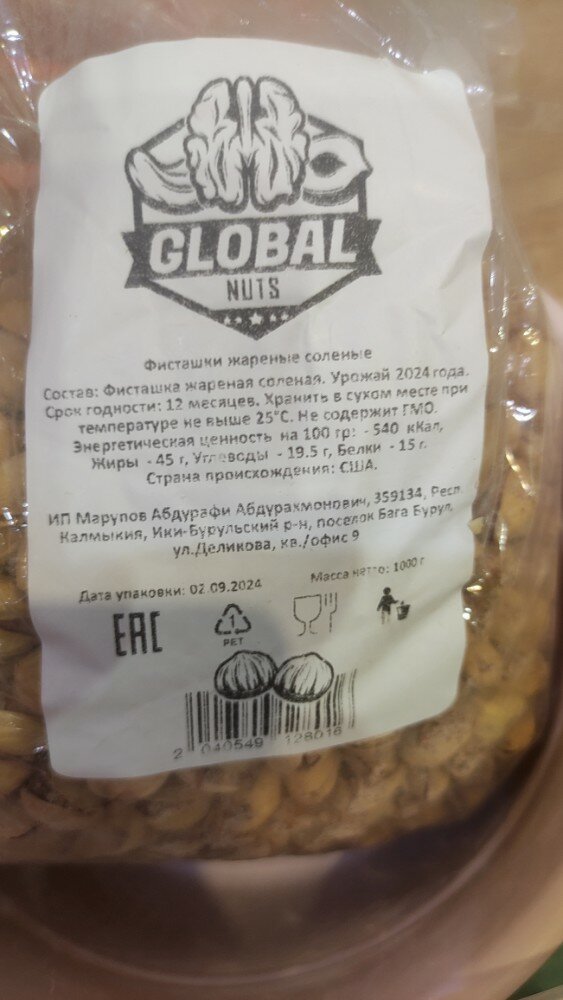 GLOBAL
NUTS
Фисташки жареные соленые
Состав: Фисташка жареная соленая. Урожай 2024 года.
Срок годности: 12 месяцев. Хранить в сухом месте при
температуре не выше 25°С. Не содержит ГМО.
Энергетическая ценность на 100 гр: - 540 кКал,
Жиры - 45 г, Углеводы - 19.5 г, Белки - 15 г.
Страна происхождения: США.
ИП Марупов Абдурафи Абдурахмонович, 359134, Респ.
Калмыкия, Ики-Бурульский р-н, поселок Бага Бурул,
ул.Деликова, кв./офис 9
Дата упаковки: 02.09.2024
Масса нетто: 1000 г
EAC
1
PET
2 040549 128016